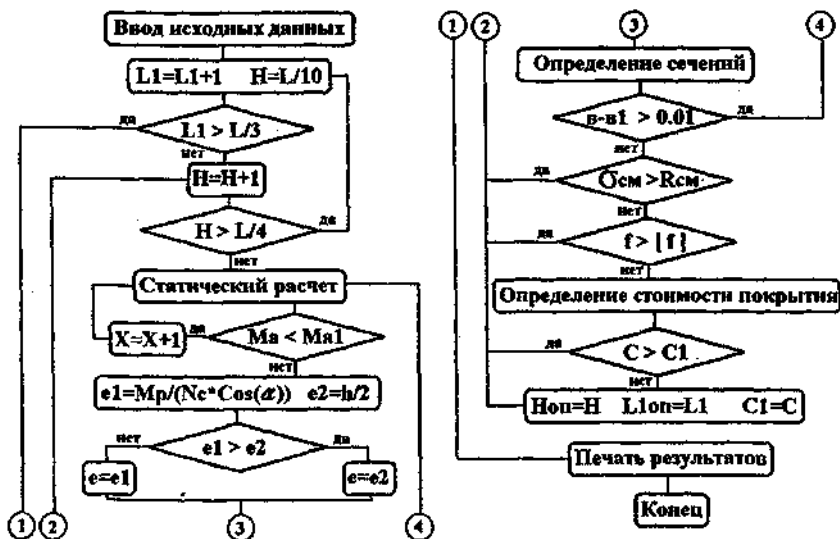 Ввод исходных данных
L1=L1+1 H=L/10
да
L1 > L/3
нет
H=H+1
H > L/4
да
нет
Статический расчет
X=X+1
да
Ma < Ma1
нет
e1=Mp/(Nc*Cos(α)) e2=h/2
нет
e1 > e2
да
e=e1
e=e2
1
2
3
4
1
2
3
4
Определение сечений
в-в1 > 0.01
да
нет
да
σсм >Rсм
нет
да
f > [f]
нет
Определение стоимости покрытия
да
C > C1
нет
Hоп=H L1оп=L1 C1=C
Печать результатов
Конец